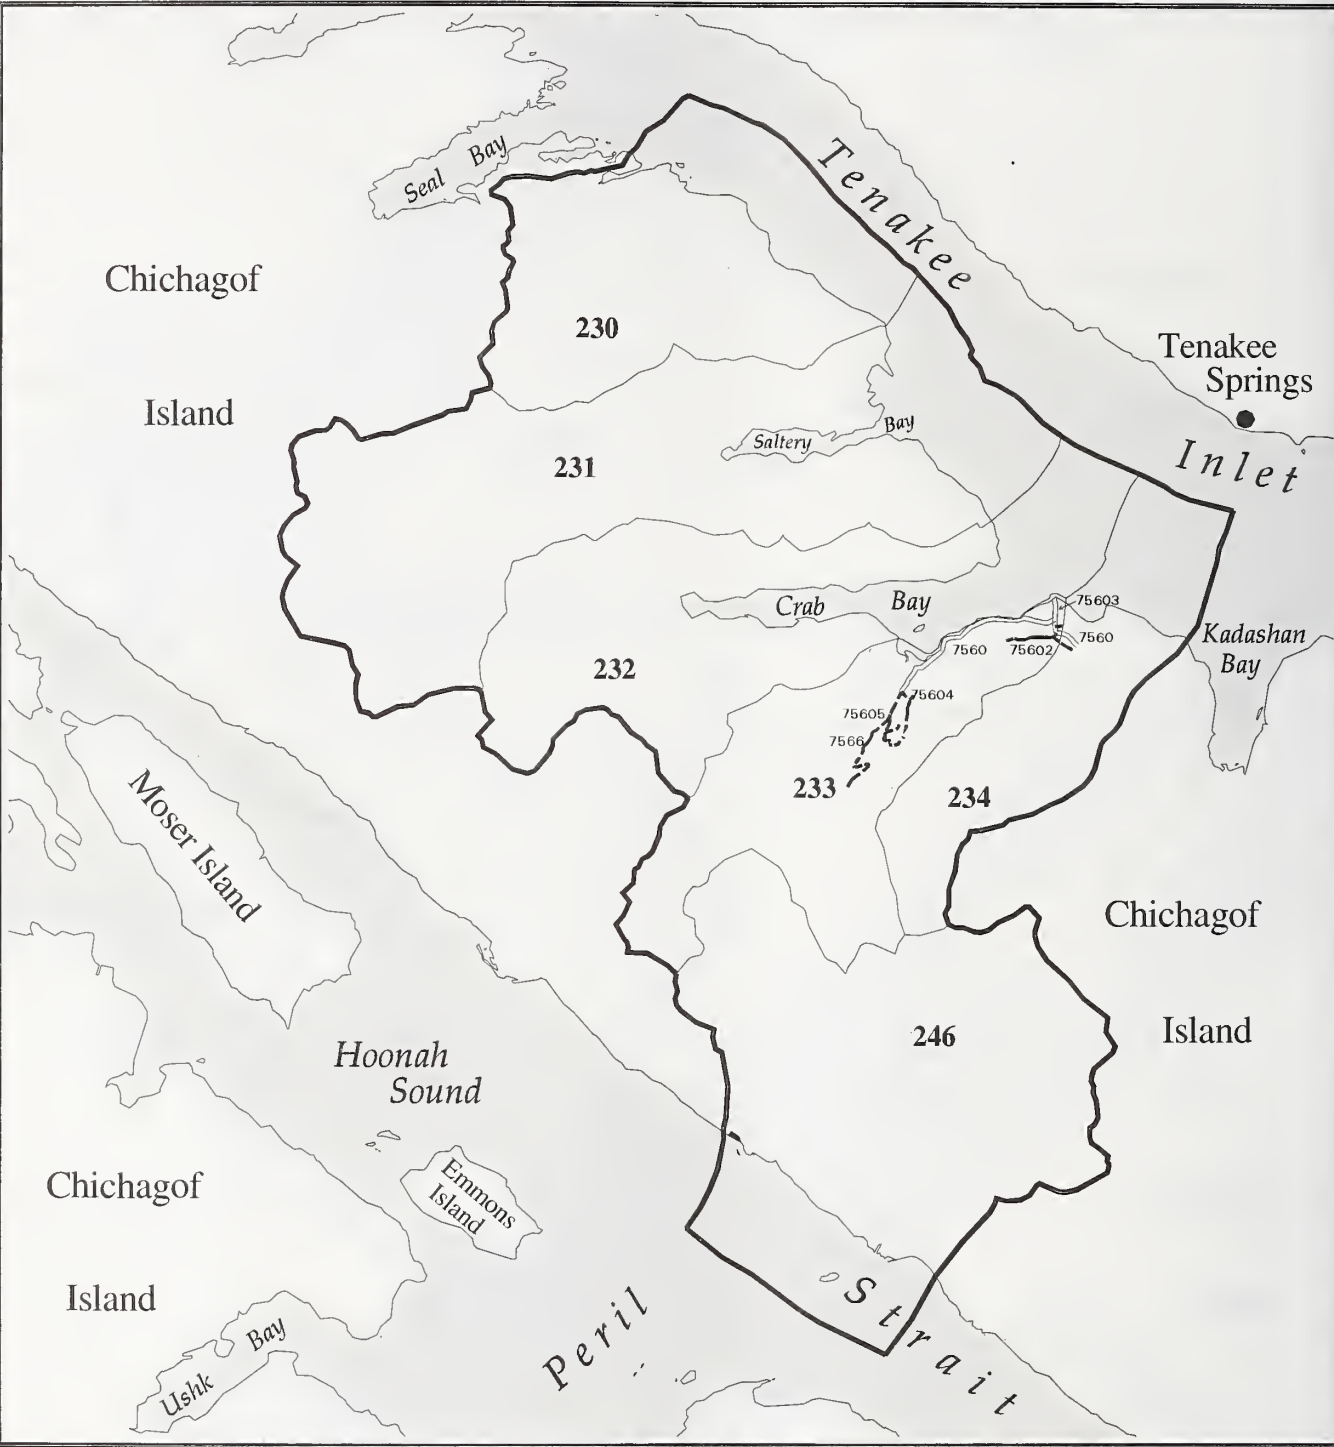 Seal Bay
Tenakee
Chichagof
Island
230
Tenakee
Springs
Saltery Bay
Inlet
231
Crab Bay
75603
7560
75602
7560
Kadashan
Bay
232
75604
75605
7566
233
234
Moser Island
Chichagof
Island
246
Hoonah
Sound
Emmons
Island
Chichagof
Island
Ushk Bay
Peril
Strait